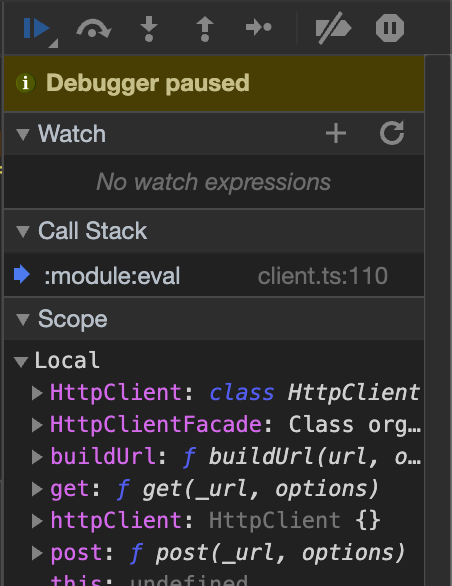 Debugger paused
Watch
No watch expressions
Call Stack
:module:eval client.ts:110
Scope
Local
HttpClient: class HttpClient
HttpClientFacade: Class org…
buildUrl: ƒ buildUrl(url, o…
get: ƒ get(_url, options)
httpClient: HttpClient {}
post: ƒ post(_url, options)
this: undefined